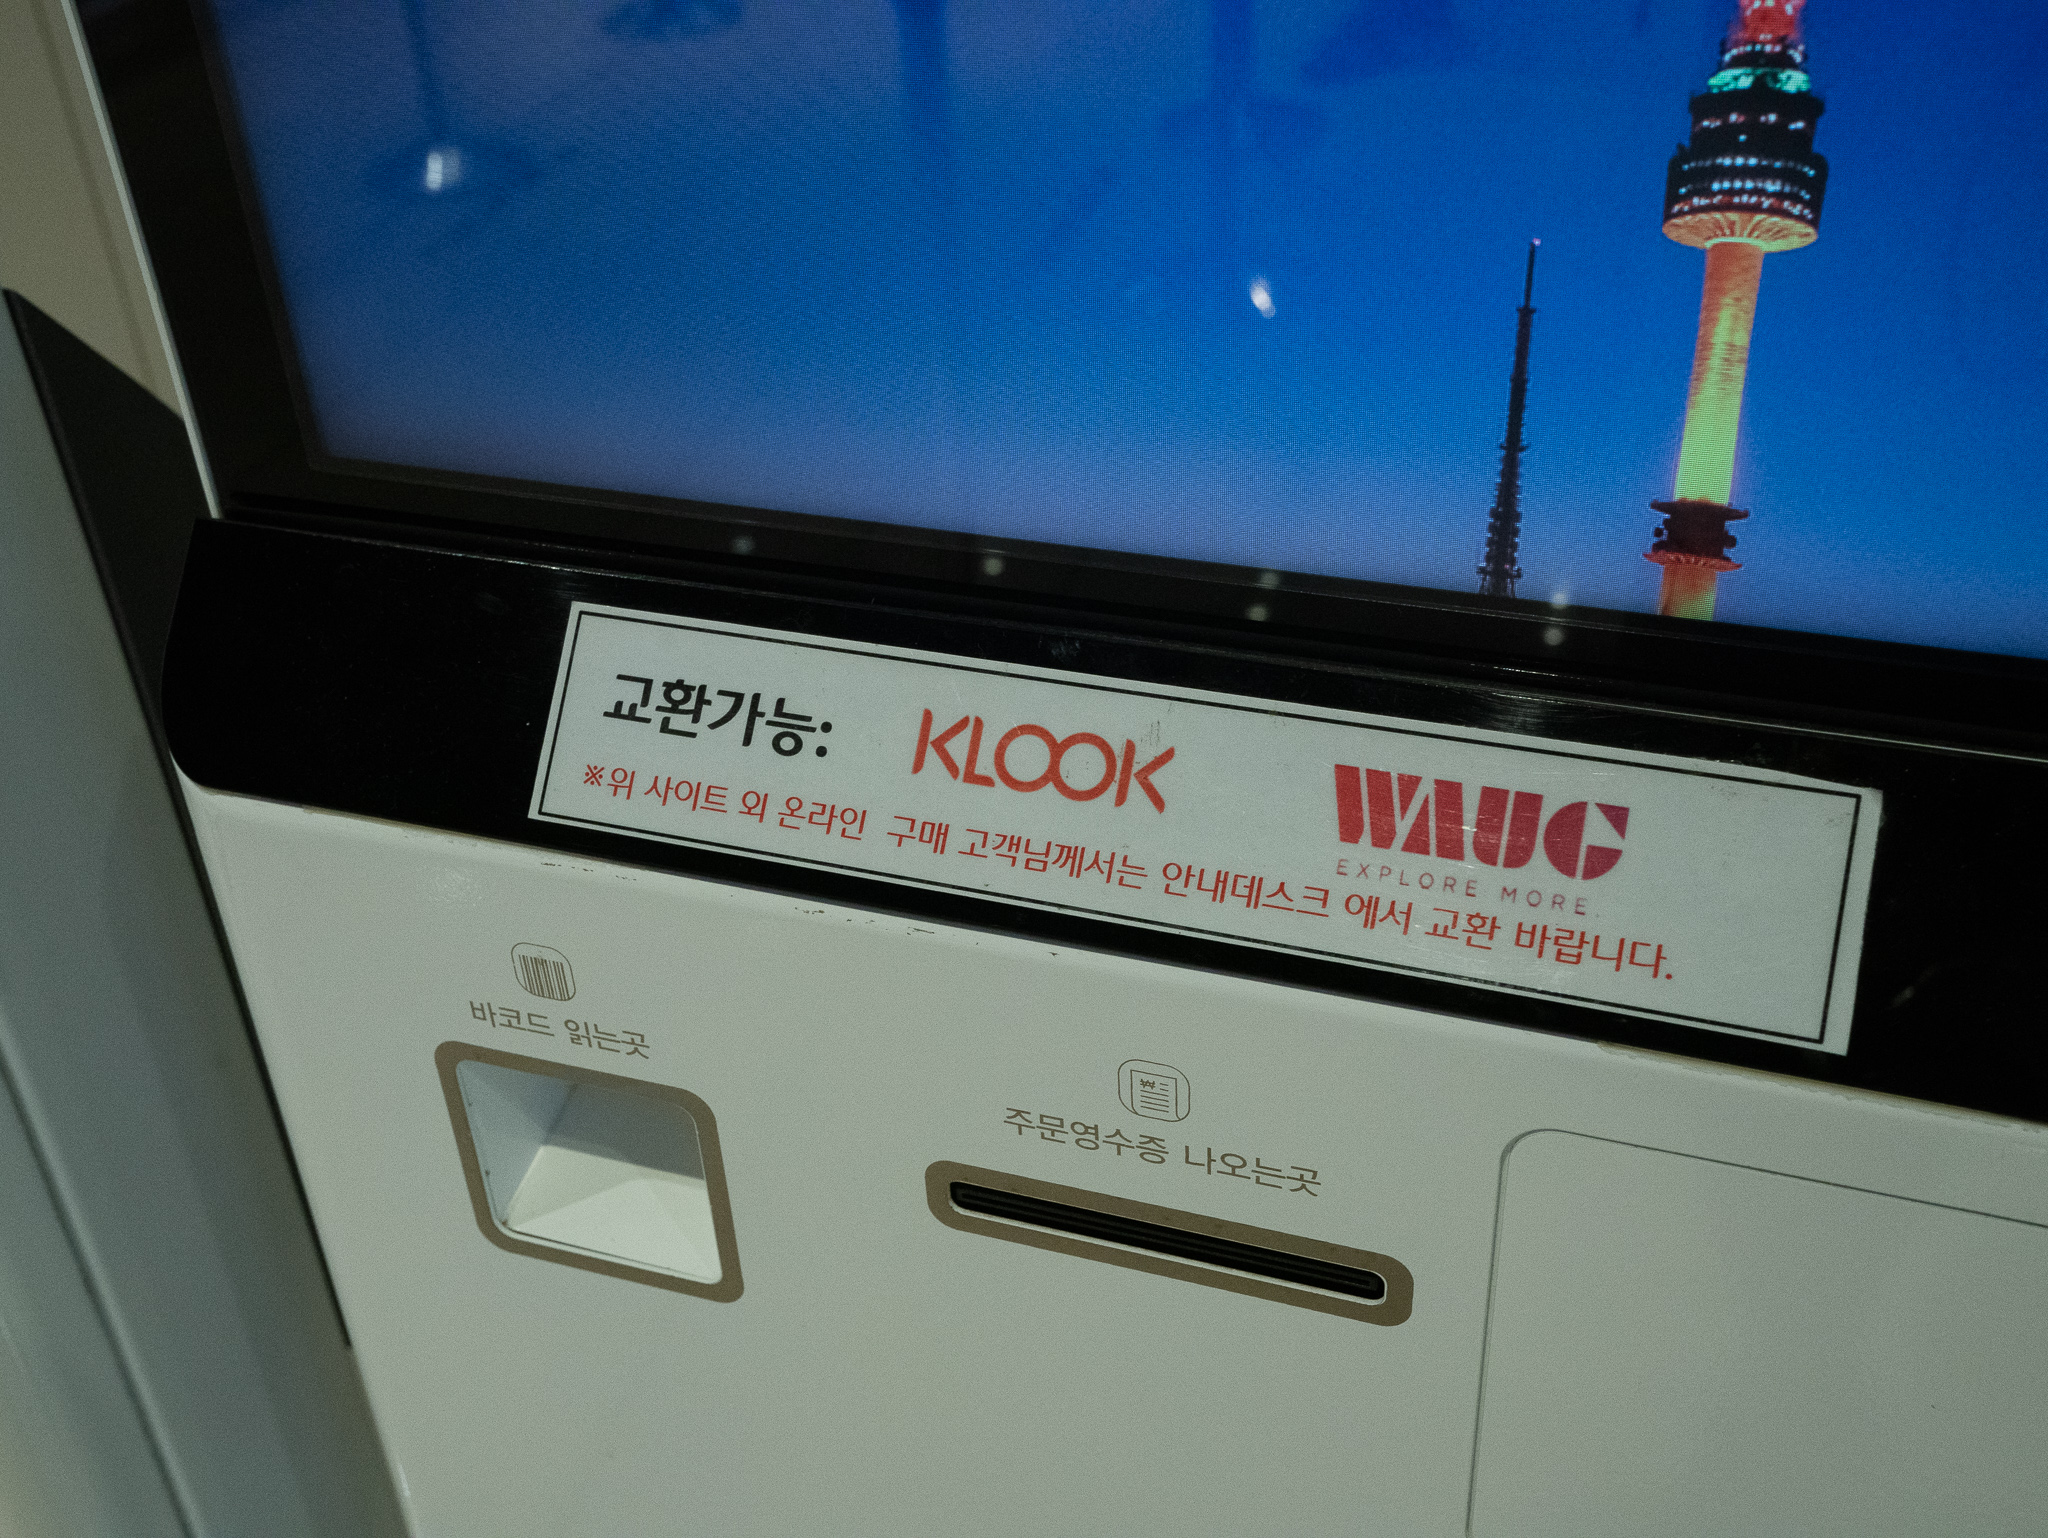 교환가능: KLOOK WAUG
EXPLORE MORE.
※위 사이트 외 온라인 구매 고객님께서는 안내데스크 에서 교환 바랍니다.
바코드 읽는곳
₩
주문영수증 나오는곳